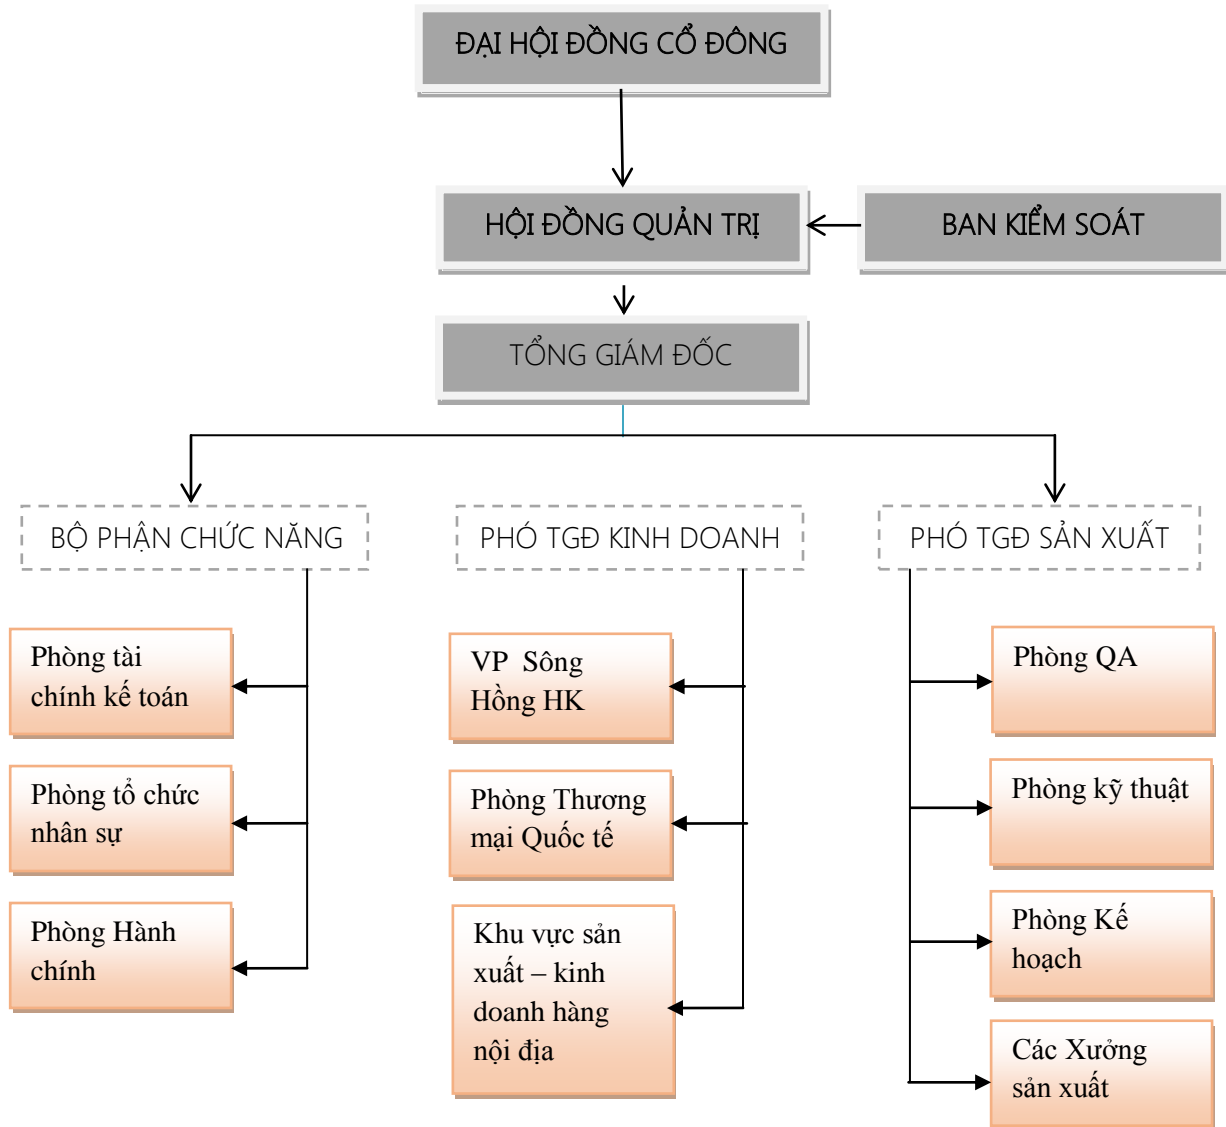 ĐẠI HỘI ĐỒNG CỔ ĐÔNG
HỘI ĐỒNG QUẢN TRỊ
BAN KIỂM SOÁT
TỔNG GIÁM ĐỐC
BỘ PHẬN CHỨC NĂNG
PHÓ TGĐ KINH DOANH
PHÓ TGĐ SẢN XUẤT
Phòng tài
chính kế toán
Phòng tổ chức
nhân sự
Phòng Hành
chính
VP Sông
Hồng HK
Phòng Thương
mại Quốc tế
Khu vực sản
xuất – kinh
doanh hàng
nội địa
Phòng QA
Phòng kỹ thuật
Phòng Kế
hoạch
Các Xưởng
sản xuất